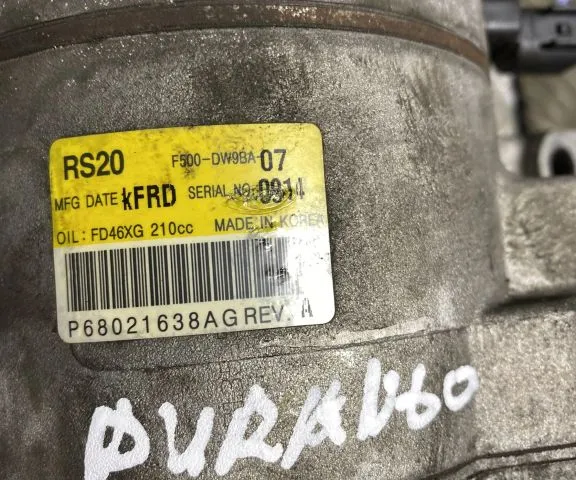 RS20 F500-DW9BA-07
MFG DATE kFRD SERIAL NO. 0914
OIL: FD46XG 210cc MADE IN KOREA
P68021638AG REV. A
DURANGO